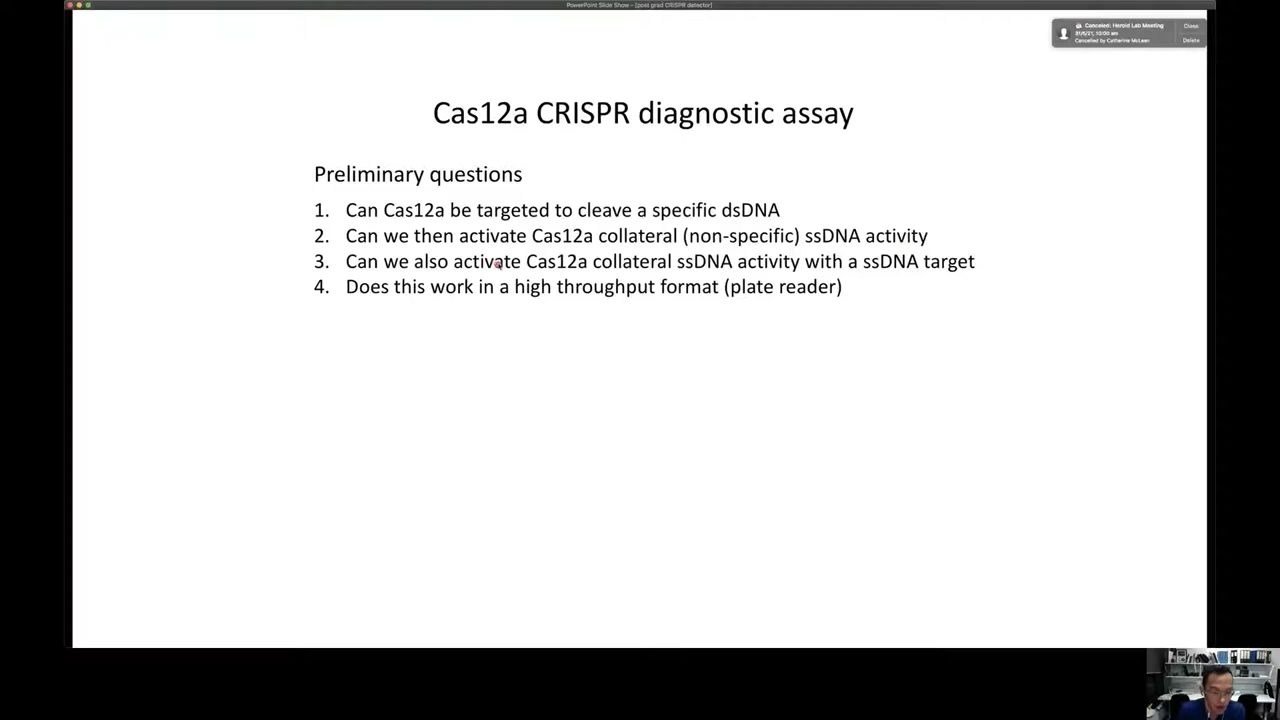 PowerPoint Slide Show - [post grad CRISPR detector]
Canceled: Herold Lab Meeting
31/5/21, 10:00 am
Cancelled by Catherine McLean
Close
Delete
Cas12a CRISPR diagnostic assay
Preliminary questions
1. Can Cas12a be targeted to cleave a specific dsDNA
2. Can we then activate Cas12a collateral (non-specific) ssDNA activity
3. Can we also activate Cas12a collateral ssDNA activity with a ssDNA target
4. Does this work in a high throughput format (plate reader)